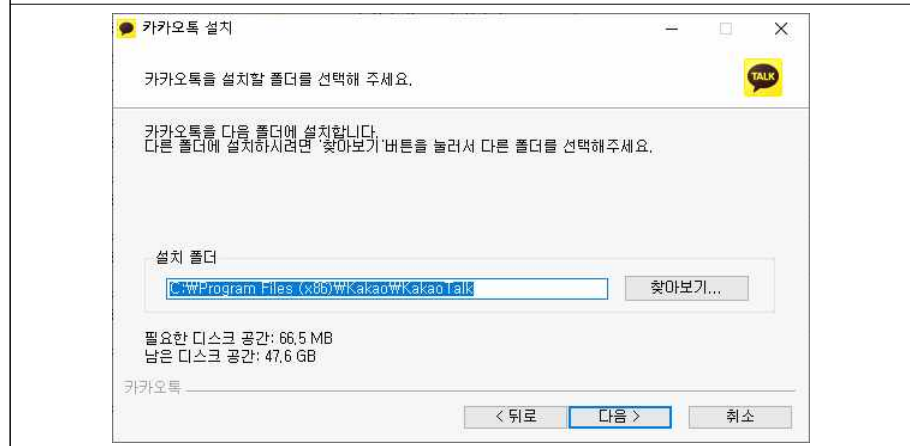 카카오톡 설치
카카오톡을 설치할 폴더를 선택해 주세요.
TALK
카카오톡을 다음 폴더에 설치합니다.
다른 폴더에 설치하시려면 '찾아보기'버튼을 눌러서 다른 폴더를 선택해주세요.
설치 폴더
C:₩Program Files (x86)₩Kakao₩KakaoTalk
찾아보기...
필요한 디스크 공간: 66.5 MB
남은 디스크 공간: 47.6 GB
카카오톡
< 뒤로
다음 >
취소